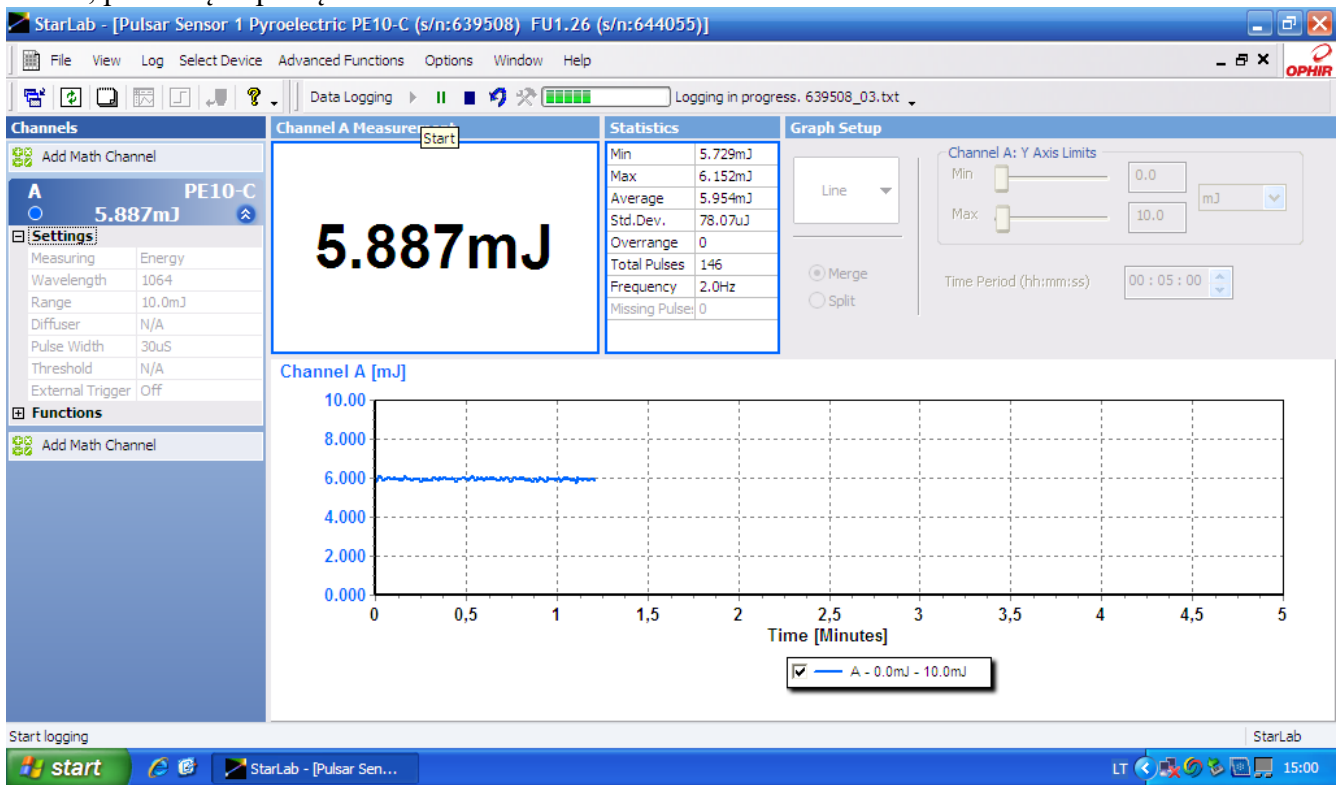 StarLab - [Pulsar Sensor 1 Pyroelectric PE10-C (s/n:639508) FU1.26 (s/n:644055)]
File View Log Select Device Advanced Functions Options Window Help
OPHIR
Data Logging Logging in progress. 639508_03.txt
Channels
Channel A Measurement
Start
Statistics
Graph Setup
Add Math Channel
A PE10-C
5.887mJ
Settings
Measuring Energy
Wavelength 1064
Range 10.0mJ
Diffuser N/A
Pulse Width 30uS
Threshold N/A
External Trigger Off
Functions
Add Math Channel
5.887mJ
Min 5.729mJ
Max 6.152mJ
Average 5.954mJ
Std.Dev. 78.07uJ
Overrange 0
Total Pulses 146
Frequency 2.0Hz
Missing Pulse: 0
Line
Merge
Split
Channel A: Y Axis Limits
Min 0.0
mJ
Max 10.0
Time Period (hh:mm:ss) 00 : 05 : 00
Channel A [mJ]
10.00
8.000
6.000
4.000
2.000
0.000
0 0,5 1 1,5 2 2,5 3 3,5 4 4,5 5
Time [Minutes]
A - 0.0mJ - 10.0mJ
Start logging StarLab
start StarLab - [Pulsar Sen... LT 15:00